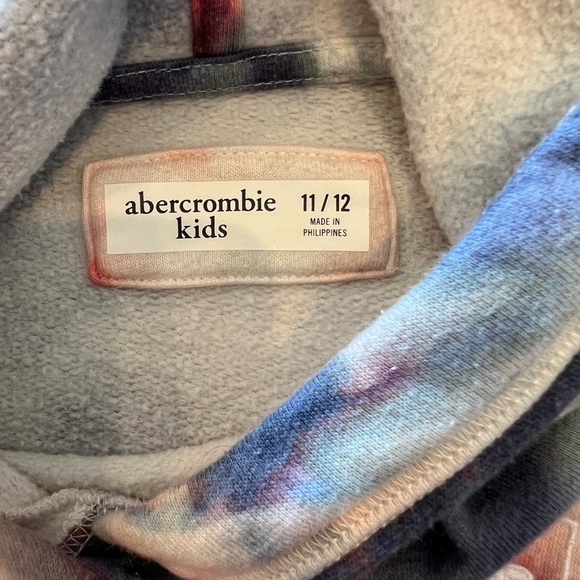 abercrombie
kids
11 / 12
MADE IN
PHILIPPINES